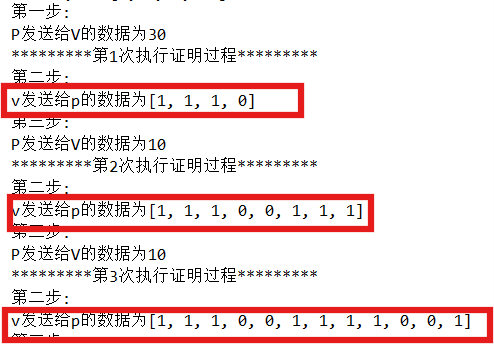 第一步:
P发送给V的数据为30
*********第1次执行证明过程*********
第二步:
v发送给p的数据为[1, 1, 1, 0]
第三步:
P发送给V的数据为10
*********第2次执行证明过程*********
第二步:
v发送给p的数据为[1, 1, 1, 0, 0, 1, 1, 1]
P发送给V的数据为10
*********第3次执行证明过程*********
第二步:
v发送给p的数据为[1, 1, 1, 0, 0, 1, 1, 1, 1, 0, 0, 1]